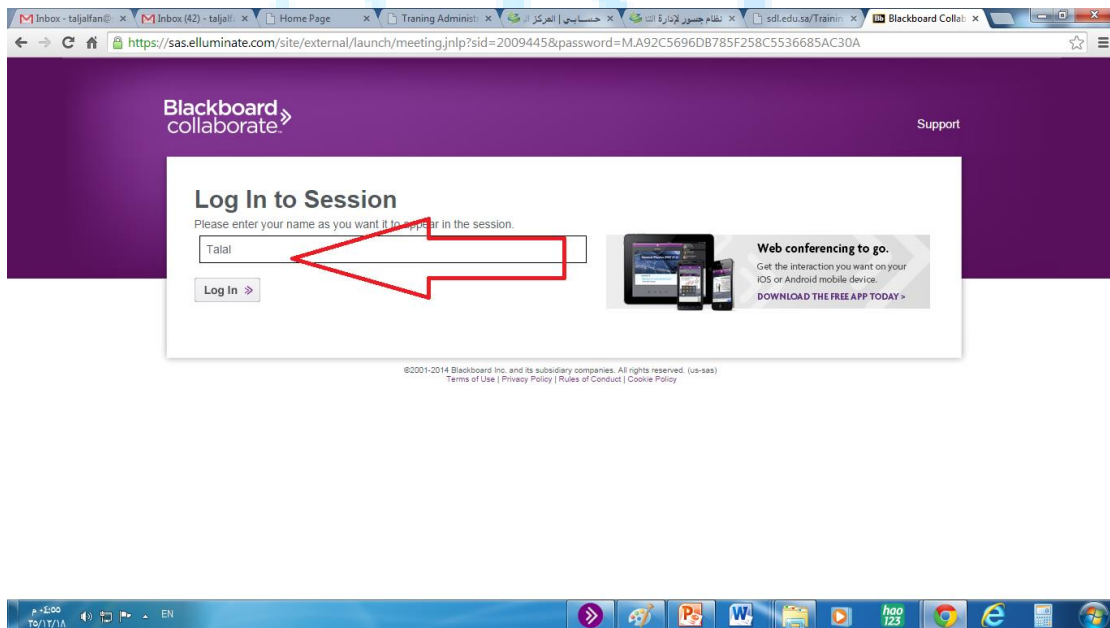 Inbox - taljalfan@
Inbox (42) - taljalf
Home Page
Traning Administ
حسابي | المركز ال
نظام جسور لإدارة الت
sdl.edu.sa/Trainin
Blackboard Collab
https://sas.elluminate.com/site/external/launch/meeting.jnlp?sid=2009445&password=M.A92C5696DB785F258C5536685AC30A
Blackboard
collaborate
Support
Log In to Session
Please enter your name as you want it to appear in the session.
Talal
Log In
Web conferencing to go.
Get the interaction you want on your
iOS or Android mobile device.
DOWNLOAD THE FREE APP TODAY >
©2001-2014 Blackboard Inc. and its subsidiary companies. All rights reserved. (us-sas)
Terms of Use | Privacy Policy | Rules of Conduct | Cookie Policy
EN
hao
123